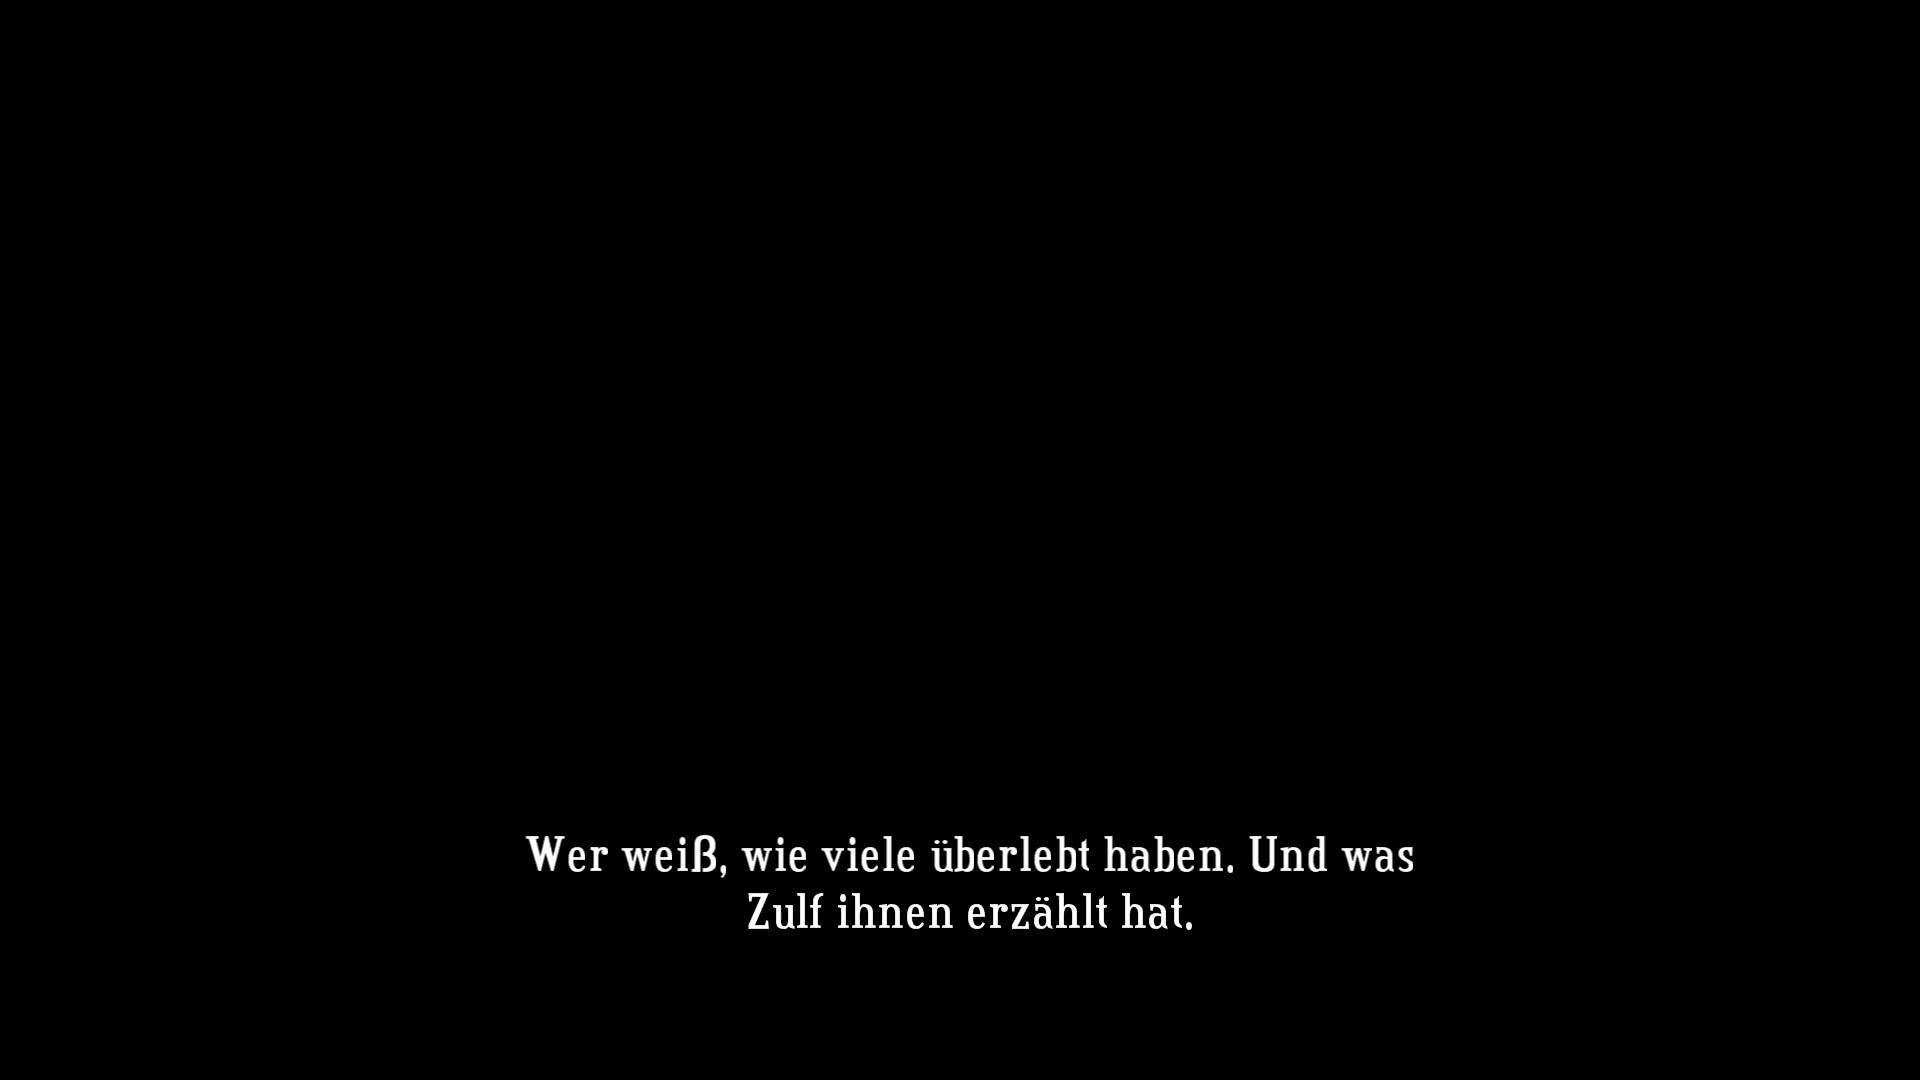 Wer weiß, wie viele überlebt haben. Und was
Zulf ihnen erzählt hat.